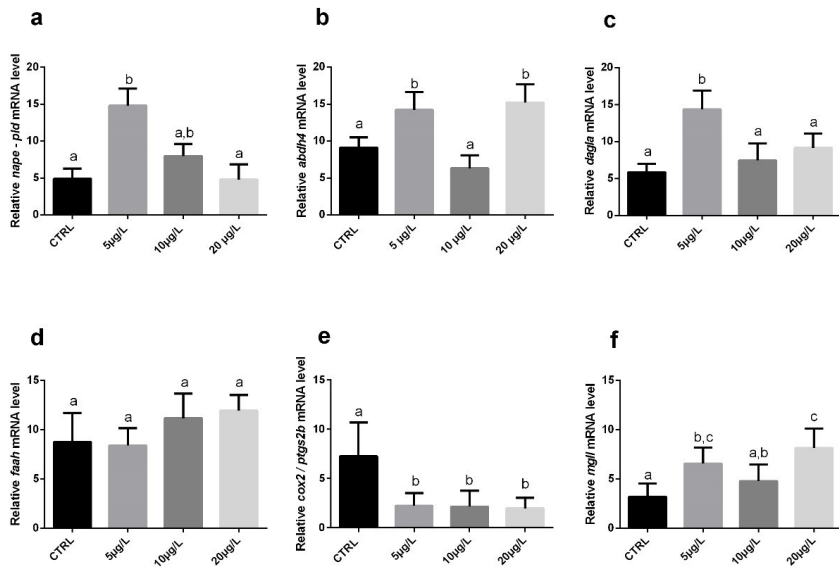 a
Relative nape - pld mRNA level
20
15
10
5
0
a
b
a,b
a
CTRL
5µg/L
10µg/L
20 µg/L
b
Relative abdh4 mRNA level
20
15
10
5
0
a
b
a
b
CTRL
5 µg/L
10 µg/L
20 µg/L
c
Relative dagla mRNA level
20
15
10
5
0
a
b
a
a
CTRL
5µg/L
10µg/L
20µg/L
d
Relative faah mRNA level
15
10
5
0
a
a
a
a
CTRL
5µg/L
10µg/L
20µg/L
e
Relative cox2 / ptgs2b mRNA level
15
10
5
0
a
b
b
b
CTRL
5µg/L
10µg/L
20µg/L
f
Relative mgll mRNA level
15
10
5
0
a
b,c
a,b
c
CTRL
5µg/L
10µg/L
20µg/L